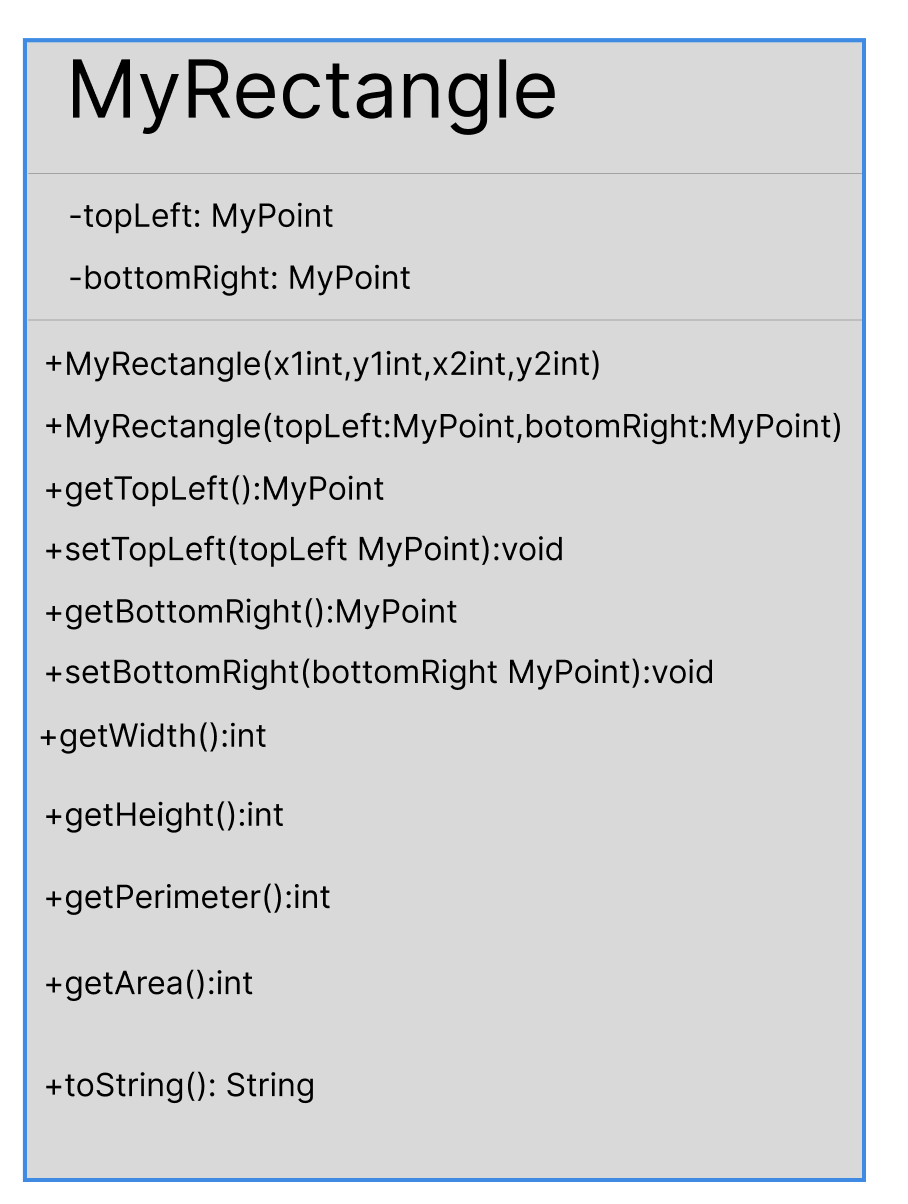 MyRectangle
-topLeft: MyPoint
-bottomRight: MyPoint
+MyRectangle(x1int,y1int,x2int,y2int)
+MyRectangle(topLeft:MyPoint,botomRight:MyPoint)
+getTopLeft():MyPoint
+setTopLeft(topLeft MyPoint):void
+getBottomRight():MyPoint
+setBottomRight(bottomRight MyPoint):void
+getWidth():int
+getHeight():int
+getPerimeter():int
+getArea():int
+toString(): String